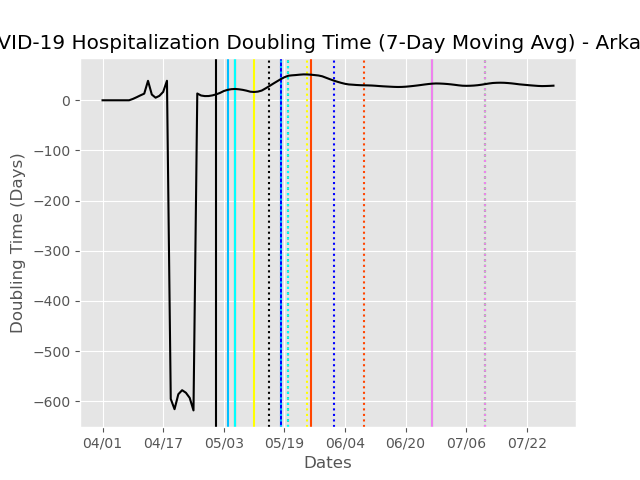 VID-19 Hospitalization Doubling Time (7-Day Moving Avg) - Arka
Doubling Time (Days)
0
−100
−200
−300
−400
−500
−600
04/01 04/17 05/03 05/19 06/04 06/20 07/06 07/22
Dates